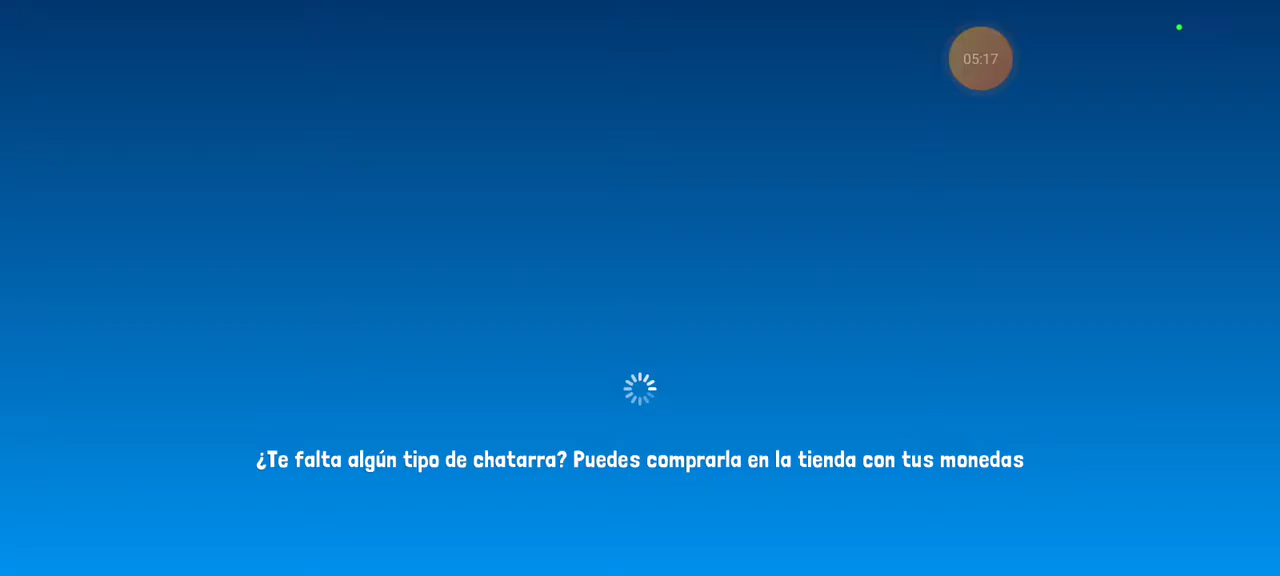 05:17
¿Te falta algún tipo de chatarra? Puedes comprarla en la tienda con tus monedas